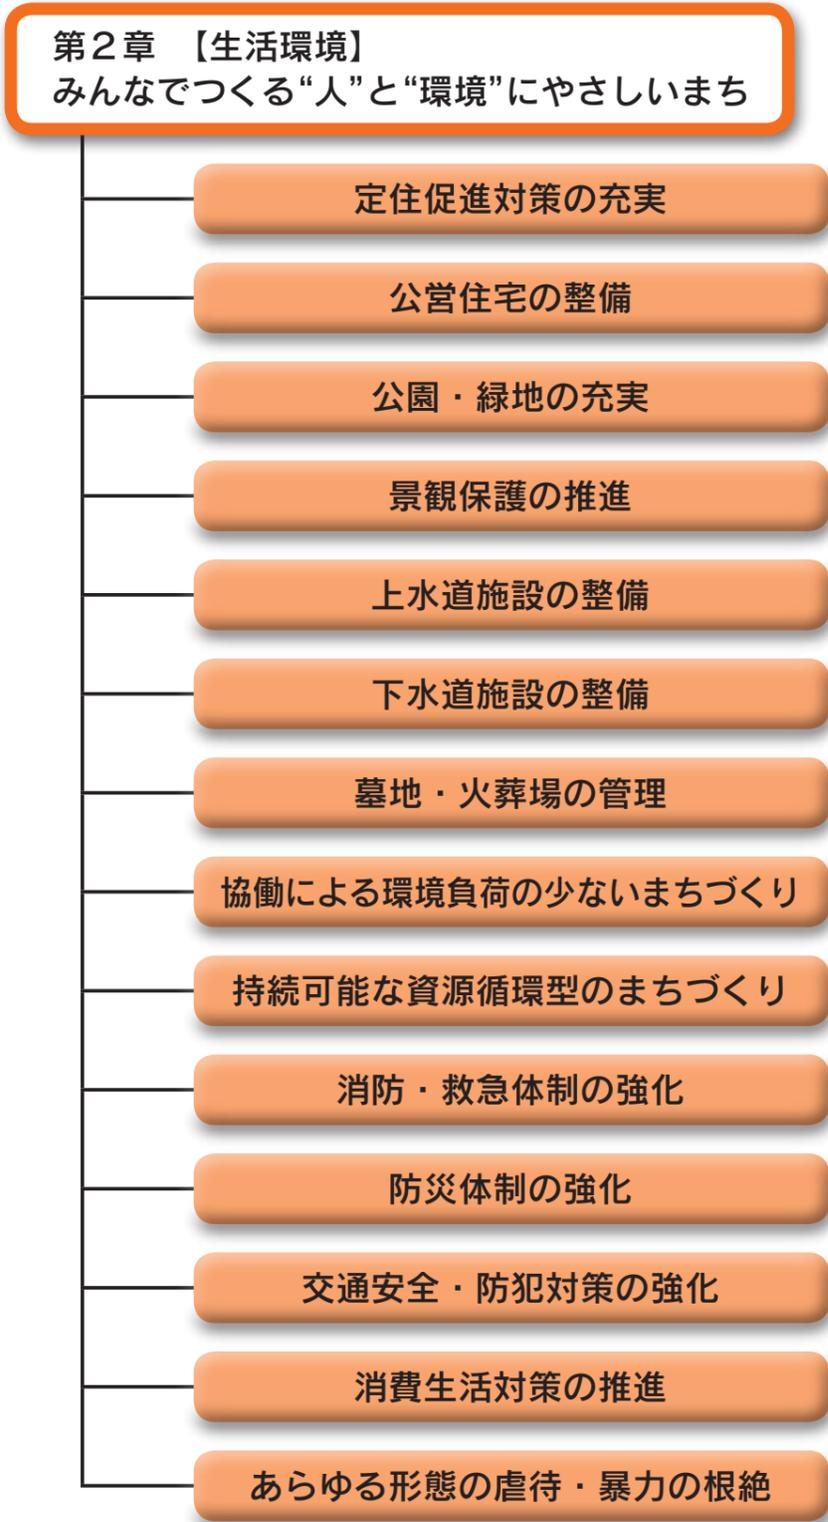 第２章　【生活環境】
みんなでつくる“人”と“環境”にやさしいまち
定住促進対策の充実
公営住宅の整備
公園・緑地の充実
景観保護の推進
上水道施設の整備
下水道施設の整備
墓地・火葬場の管理
協働による環境負荷の少ないまちづくり
持続可能な資源循環型のまちづくり
消防・救急体制の強化
防災体制の強化
交通安全・防犯対策の強化
消費生活対策の推進
あらゆる形態の虐待・暴力の根絶